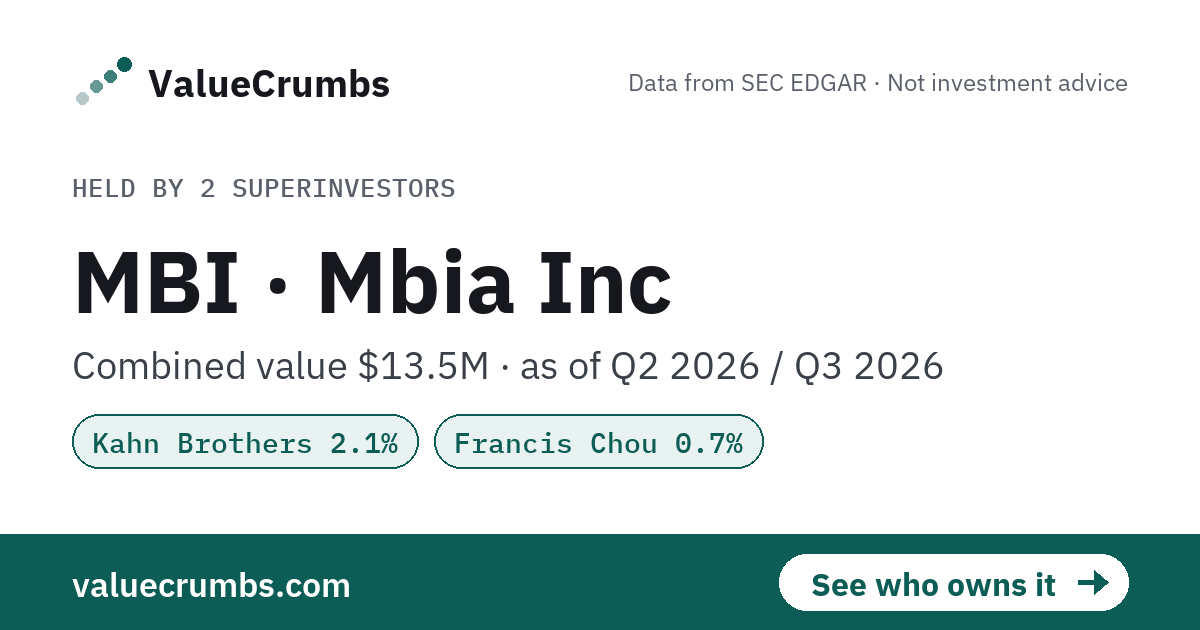 ValueCrumbs
Data from SEC EDGAR · Not investment advice
HELD BY 2 SUPERINVESTORS
MBI · Mbia Inc
Combined value $13.5M · as of Q2 2026 / Q3 2026
Kahn Brothers 2.1%
Francis Chou 0.7%
valuecrumbs.com
See who owns it →